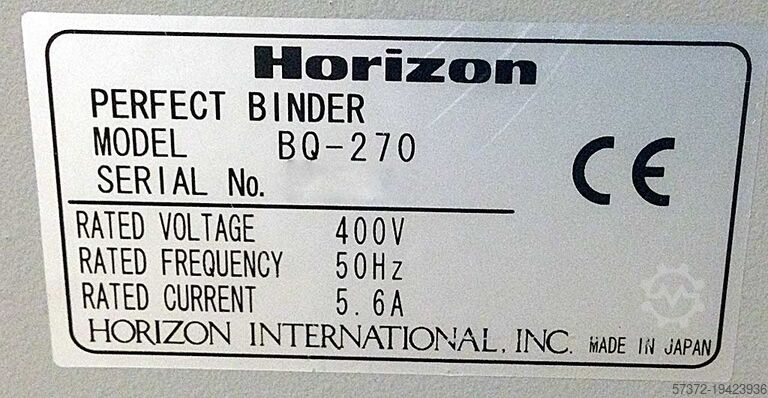 Horizon
PERFECT BINDER
MODEL BQ-270
SERIAL No.
CE
RATED VOLTAGE 400V
RATED FREQUENCY 50Hz
RATED CURRENT 5.6A
HORIZON INTERNATIONAL, INC. MADE IN JAPAN
57372-19423936